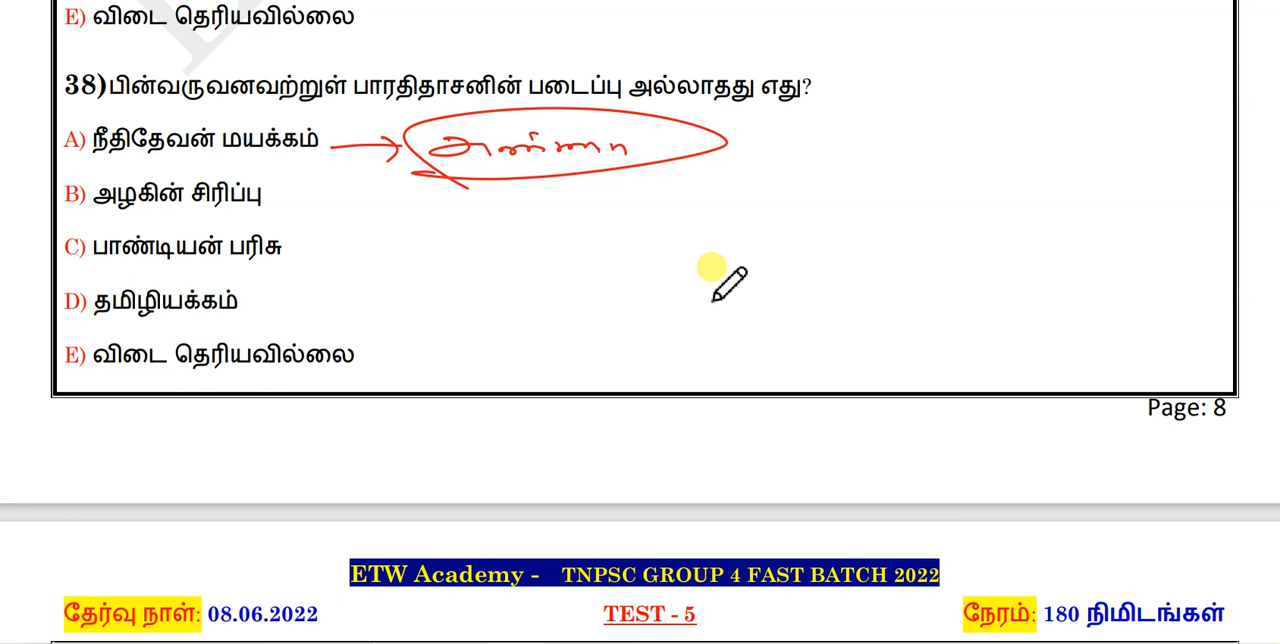 E) விடை தெரியவில்லை
38)பின்வருவனவற்றுள் பாரதிதாசனின் படைப்பு அல்லாதது எது?
A) நீதிதேவன் மயக்கம் அண்ணா
B) அழகின் சிரிப்பு
C) பாண்டியன் பரிசு
D) தமிழியக்கம்
E) விடை தெரியவில்லை
Page: 8
ETW Academy - TNPSC GROUP 4 FAST BATCH 2022
தேர்வு நாள்: 08.06.2022 TEST - 5 நேரம்: 180 நிமிடங்கள்